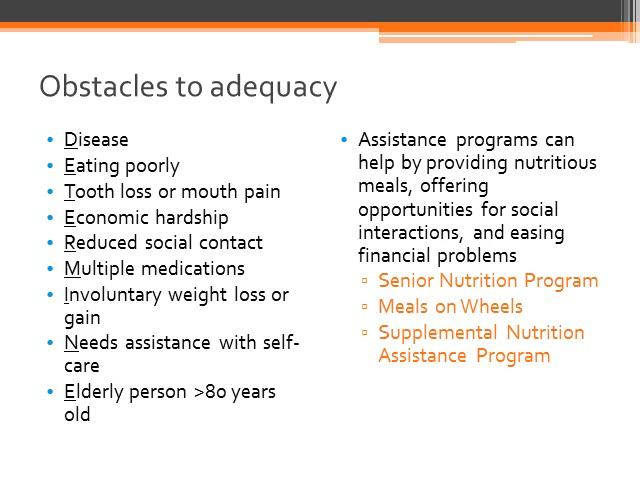 Obstacles to adequacy
• Disease
• Eating poorly
• Tooth loss or mouth pain
• Economic hardship
• Reduced social contact
• Multiple medications
• Involuntary weight loss or
gain
• Needs assistance with self-
care
• Elderly person >80 years
old
• Assistance programs can
help by providing nutritious
meals, offering
opportunities for social
interactions, and easing
financial problems
▫ Senior Nutrition Program
▫ Meals on Wheels
▫ Supplemental Nutrition
Assistance Program